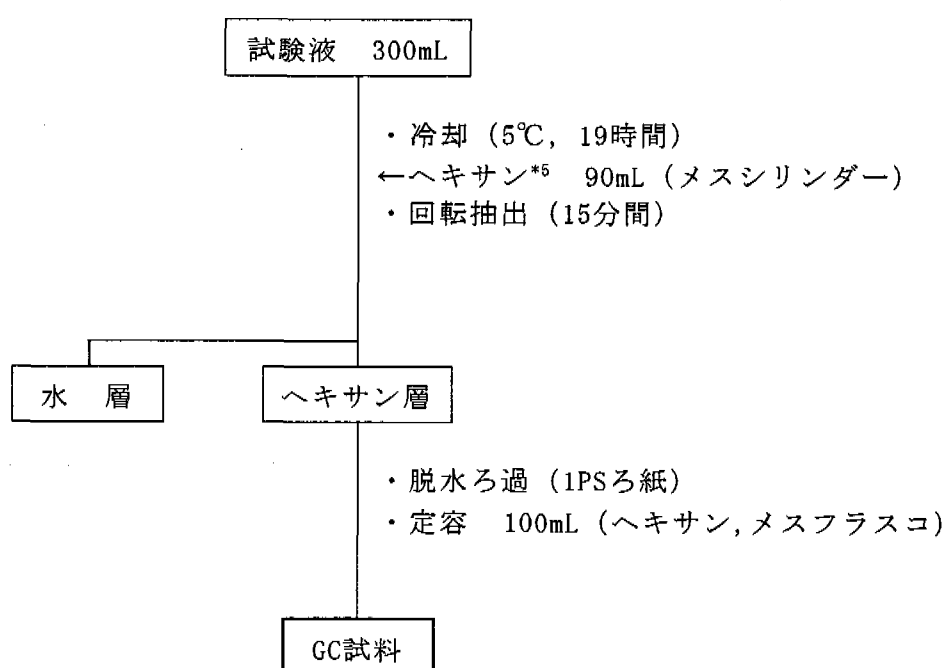 試験液 300mL
・冷却 (5℃, 19時間)
←ヘキサン*5 90mL (メスシリンダー)
・回転抽出 (15分間)
水 層
ヘキサン層
・脱水ろ過 (1PSろ紙)
・定容 100mL (ヘキサン,メスフラスコ)
GC試料